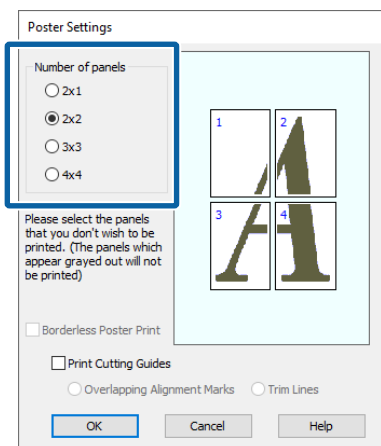 Poster Settings
Number of panels
2x1
2x2
3x3
4x4
1 2
3 4
Please select the panels
that you don't wish to be
printed. (The panels which
appear grayed out will not
be printed)
Borderless Poster Print
Print Cutting Guides
Overlapping Alignment Marks Trim Lines
OK Cancel Help